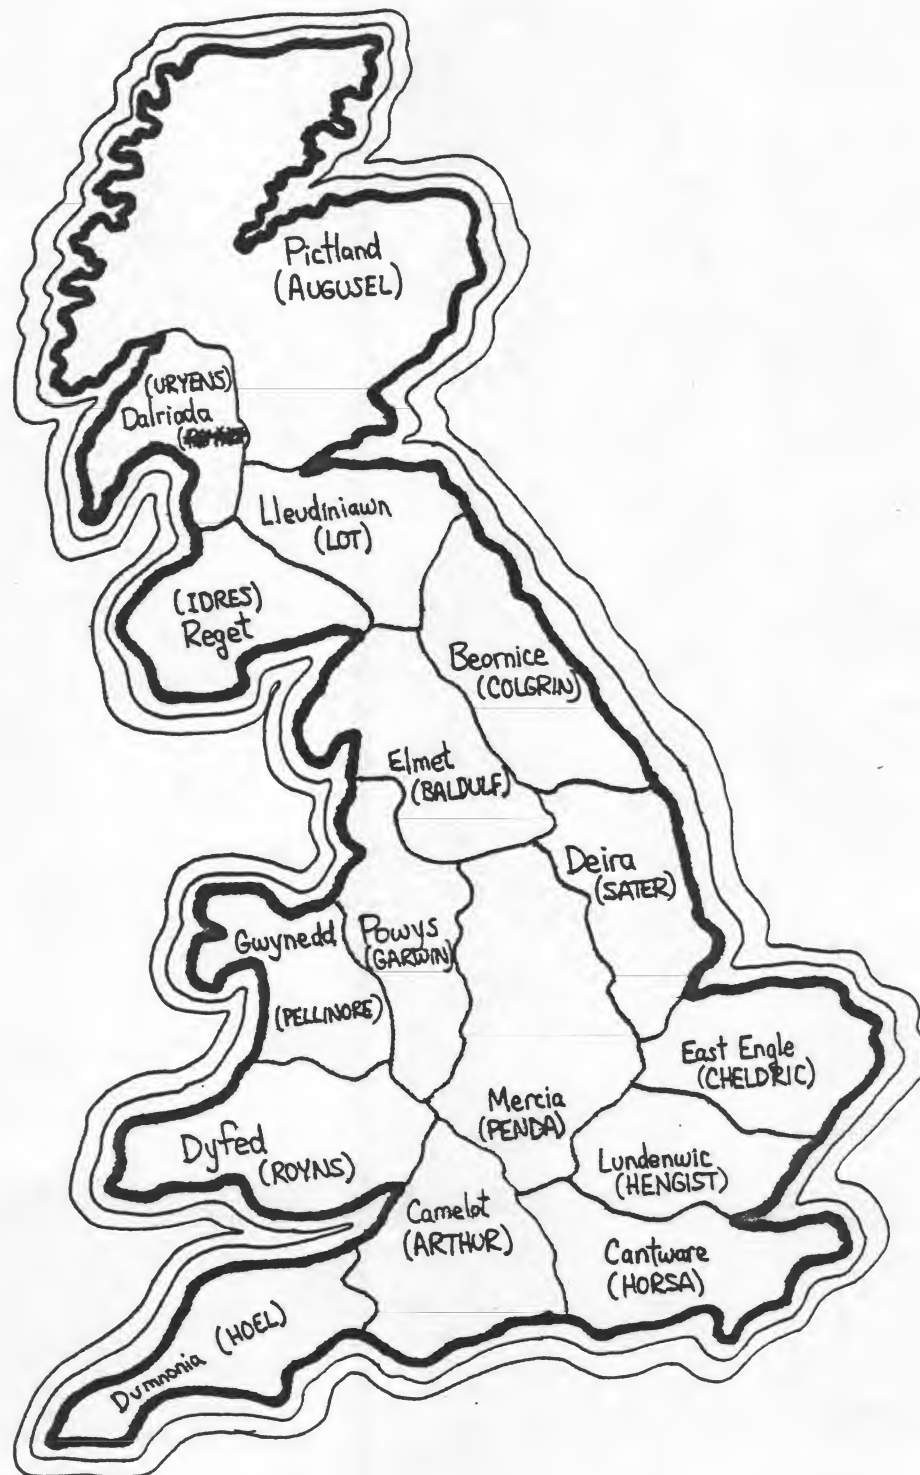 Pictland
(AUGUSEL)
(URYENS)
Dalriada
Lleudiniawn
(LOT)
(IDRES)
Reget
Beornice
(COLGRIN)
Elmet
(BALDULF)
Deira
(SATER)
Gwynedd
(PELLINORE)
Powys
(GARWIN)
East Engle
(CHELDRIC)
Mercia
(PENDA)
Dyfed
(ROYNS)
Lundenwic
(HENGIST)
Camelot
(ARTHUR)
Cantware
(HORSA)
Dumnonia (HOEL)